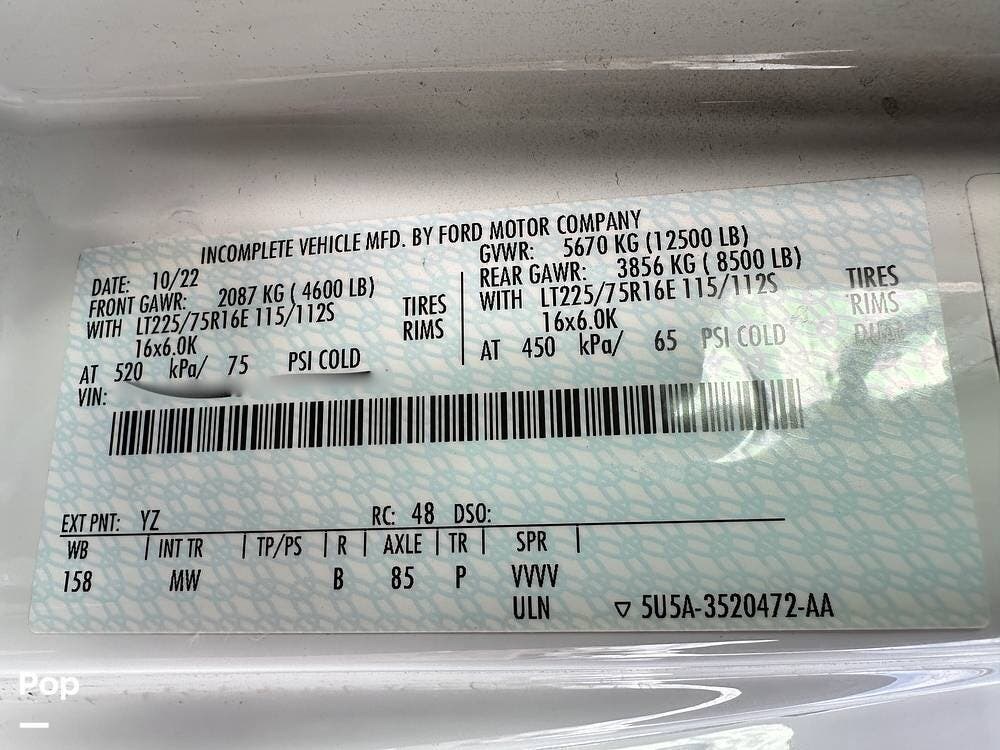 INCOMPLETE VEHICLE MFD. BY FORD MOTOR COMPANY
DATE: 10/22
GVWR: 5670 KG (12500 LB)
FRONT GAWR: 2087 KG ( 4600 LB)
REAR GAWR: 3856 KG ( 8500 LB)
WITH LT225/75R16E 115/112S TIRES
WITH LT225/75R16E 115/112S TIRES
16x6.0K RIMS
16x6.0K RIMS
AT 520 kPa/ 75 PSI COLD
AT 450 kPa/ 65 PSI COLD DUAL
VIN:
EXT PNT: YZ RC: 48 DSO:
WB | INT TR | TP/PS | R | AXLE | TR | SPR |
158 MW B 85 P VVVV
ULN ▽ 5U5A-3520472-AA
Pop